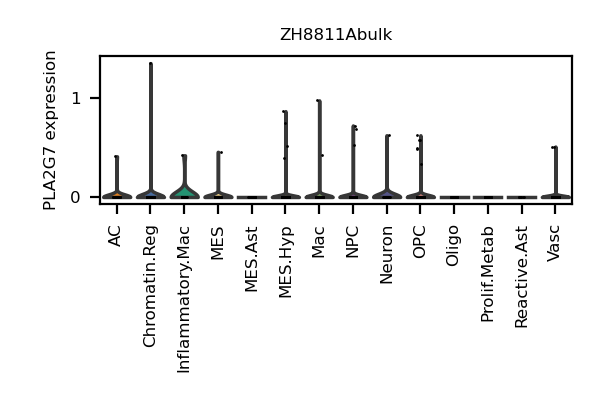 ZH8811Abulk
PLA2G7 expression
1
0
AC
Chromatin.Reg
Inflammatory.Mac
MES
MES.Ast
MES.Hyp
Mac
NPC
Neuron
OPC
Oligo
Prolif.Metab
Reactive.Ast
Vasc